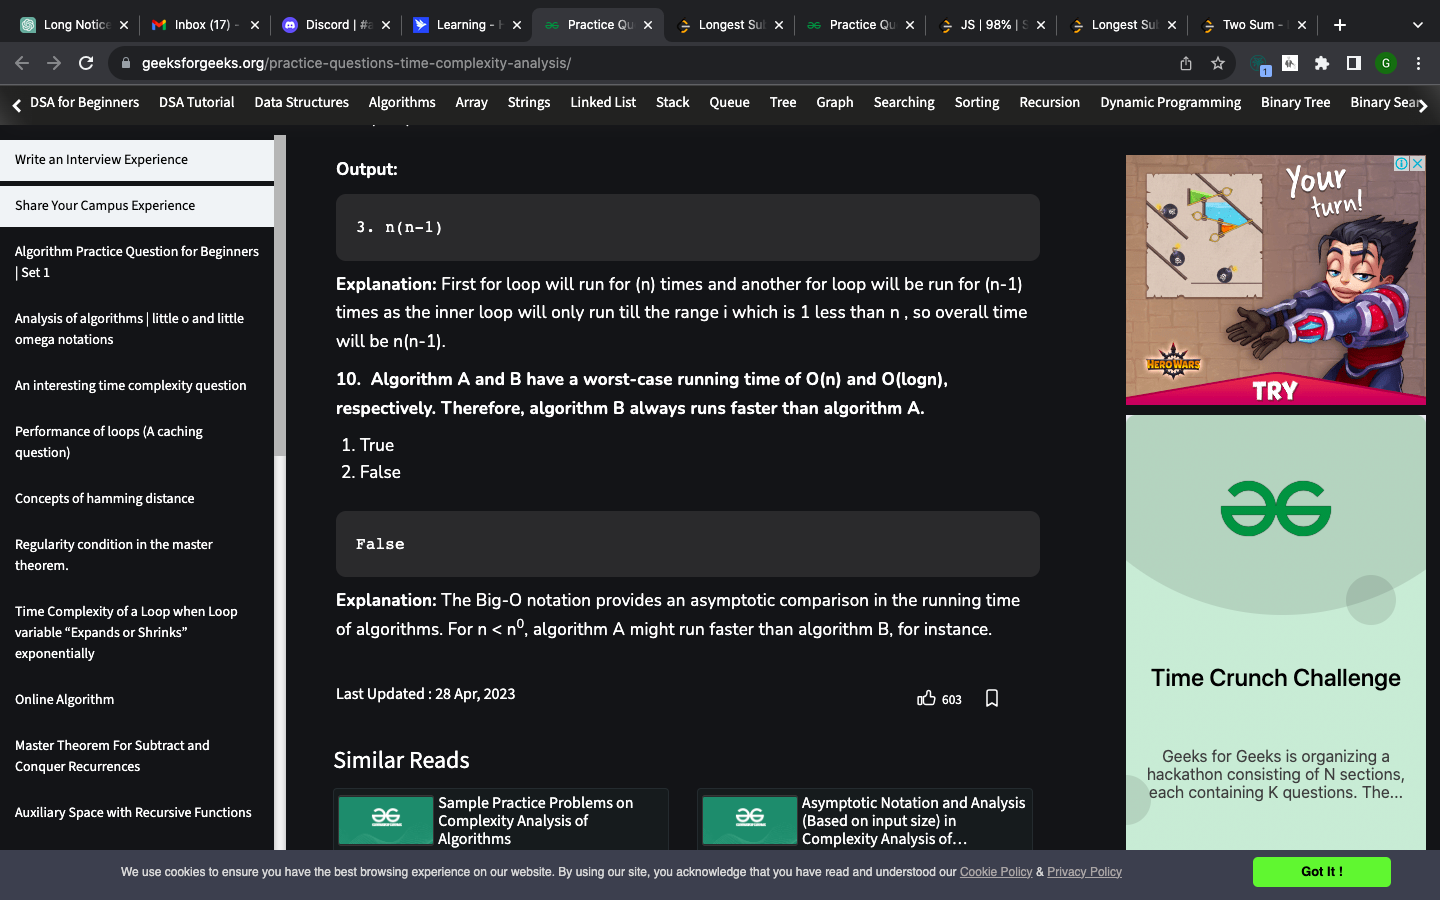 Long Notice
Inbox (17) -
Discord | #a
Learning - H
Practice Qu
Longest Sub
Practice Qu
JS | 98% | S
Longest Sub
Two Sum -
geeksforgeeks.org/practice-questions-time-complexity-analysis/
1
G
DSA for Beginners
DSA Tutorial
Data Structures
Algorithms
Array
Strings
Linked List
Stack
Queue
Tree
Graph
Searching
Sorting
Recursion
Dynamic Programming
Binary Tree
Binary Sear
Write an Interview Experience
Share Your Campus Experience
Algorithm Practice Question for Beginners
| Set 1
Analysis of algorithms | little o and little
omega notations
An interesting time complexity question
Performance of loops (A caching
question)
Concepts of hamming distance
Regularity condition in the master
theorem.
Time Complexity of a Loop when Loop
variable “Expands or Shrinks”
exponentially
Online Algorithm
Master Theorem For Subtract and
Conquer Recurrences
Auxiliary Space with Recursive Functions
Output:
3. n(n-1)
Explanation: First for loop will run for (n) times and another for loop will be run for (n-1)
times as the inner loop will only run till the range i which is 1 less than n , so overall time
will be n(n-1).
10.  Algorithm A and B have a worst-case running time of O(n) and O(logn),
respectively. Therefore, algorithm B always runs faster than algorithm A.
1. True
2. False
False
Explanation: The Big-O notation provides an asymptotic comparison in the running time
of algorithms. For n < n⁰, algorithm A might run faster than algorithm B, for instance.
Last Updated : 28 Apr, 2023
603
Similar Reads
Sample Practice Problems on
Complexity Analysis of
Algorithms
Asymptotic Notation and Analysis
(Based on input size) in
Complexity Analysis of…
Your
turn!
HERO WARS
TRY
Time Crunch Challenge
Geeks for Geeks is organizing a
hackathon consisting of N sections,
each containing K questions. The...
We use cookies to ensure you have the best browsing experience on our website. By using our site, you acknowledge that you have read and understood our Cookie Policy & Privacy Policy
Got It !